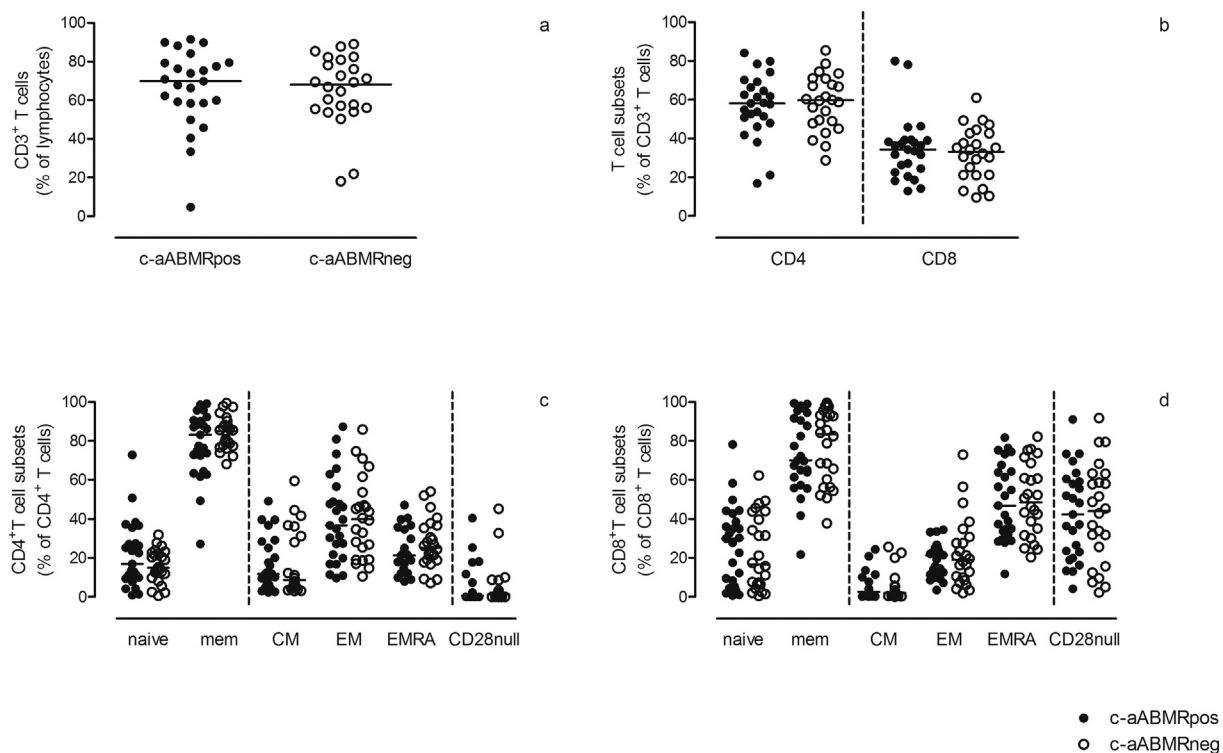 a
CD3⁺ T cells
(% of lymphocytes)
100
80
60
40
20
0
c-aABMRpos c-aABMRneg
b
T cell subsets
(% of CD3⁺ T cells)
100
80
60
40
20
0
CD4 CD8
c
CD4⁺T cell subsets
(% of CD4⁺ T cells)
100
80
60
40
20
0
naive mem CM EM EMRA CD28null
d
CD8⁺T cell subsets
(% of CD8⁺ T cells)
100
80
60
40
20
0
naive mem CM EM EMRA CD28null
c-aABMRpos
c-aABMRneg